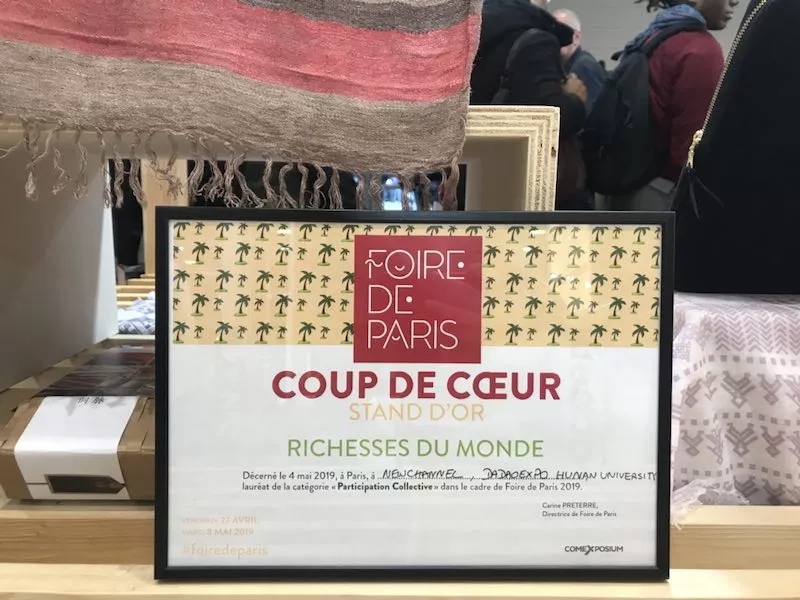 FOIRE
DE
PARIS
COUP DE CŒUR
STAND D'OR
RICHESSES DU MONDE
Décerné le 4 mai 2019, à Paris, à NEWCHANNEL, DADAOEXPO HUNAN UNIVERSITY
lauréat de la catégorie « Participation Collective » dans le cadre de Foire de Paris 2019.
Carine PRETERRE,
Directrice de Foire de Paris
27 AVRIL
8 MAI 2019
#foiredeparis
COMEXPOSIUM